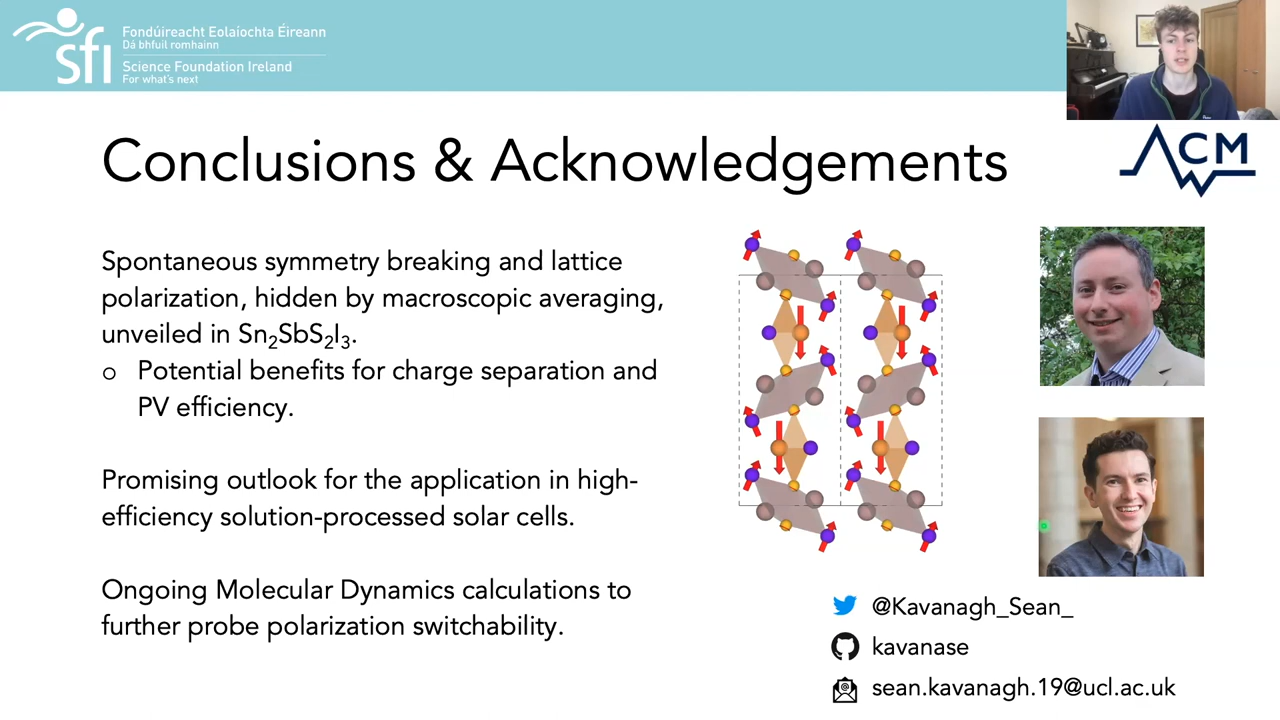 sfi
Fondúireacht Eolaíochta Éireann
Dá bhfuil romhainn
Science Foundation Ireland
For what's next
Conclusions & Acknowledgements
ACMW
Spontaneous symmetry breaking and lattice
polarization, hidden by macroscopic averaging,
unveiled in Sn₂SbS₂I₃.
o Potential benefits for charge separation and
PV efficiency.
Promising outlook for the application in high-
efficiency solution-processed solar cells.
Ongoing Molecular Dynamics calculations to
further probe polarization switchability.
@Kavanagh_Sean_
kavanase
sean.kavanagh.19@ucl.ac.uk